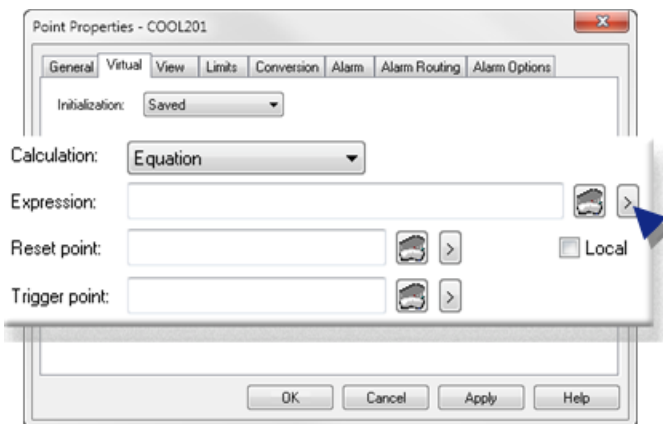 Point Properties - COOL201
General Virtual View Limits Conversion Alarm Alarm Routing Alarm Options
Initialization: Saved
Calculation: Equation
Expression: >
Reset point: > Local
Trigger point: >
OK Cancel Apply Help